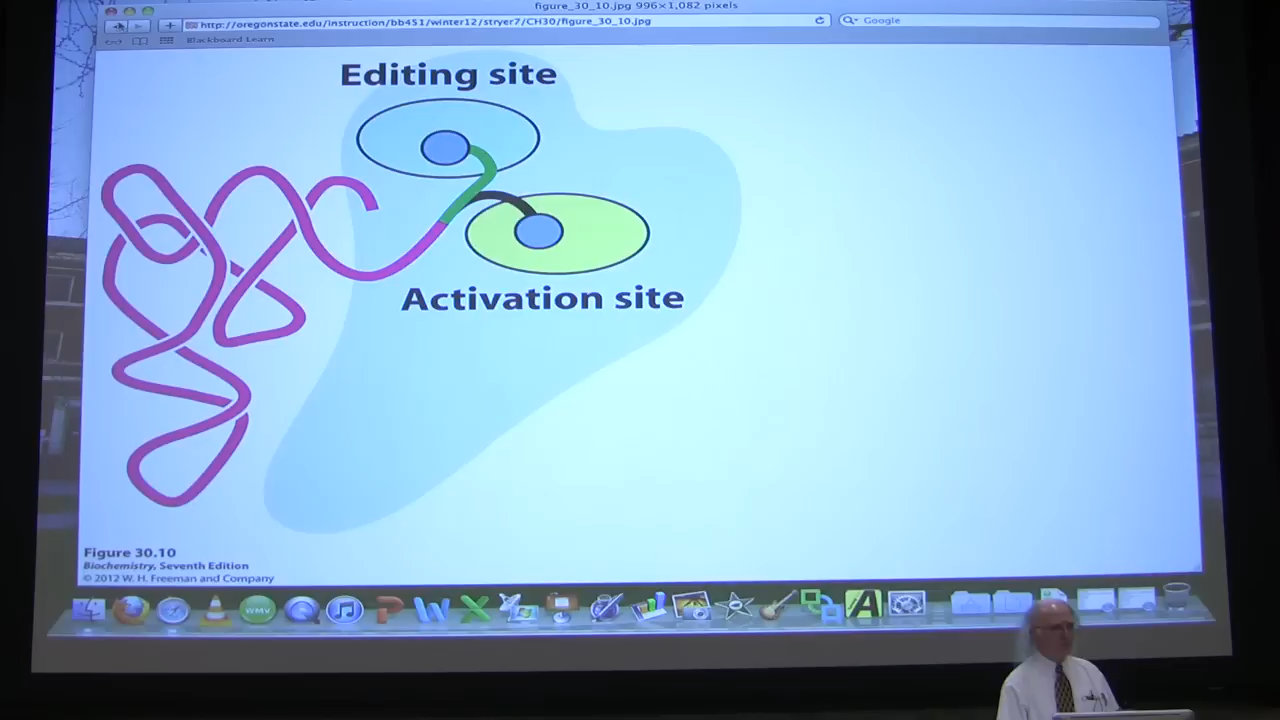 figure_30_10.jpg 996×1,082 pixels
http://oregonstate.edu/instruction/bb451/winter12/stryer7/CH30/figure_30_10.jpg
Google
Blackboard Learn
Editing site
Activation site
Figure 30.10
Biochemistry, Seventh Edition
© 2012 W. H. Freeman and Company
WMV